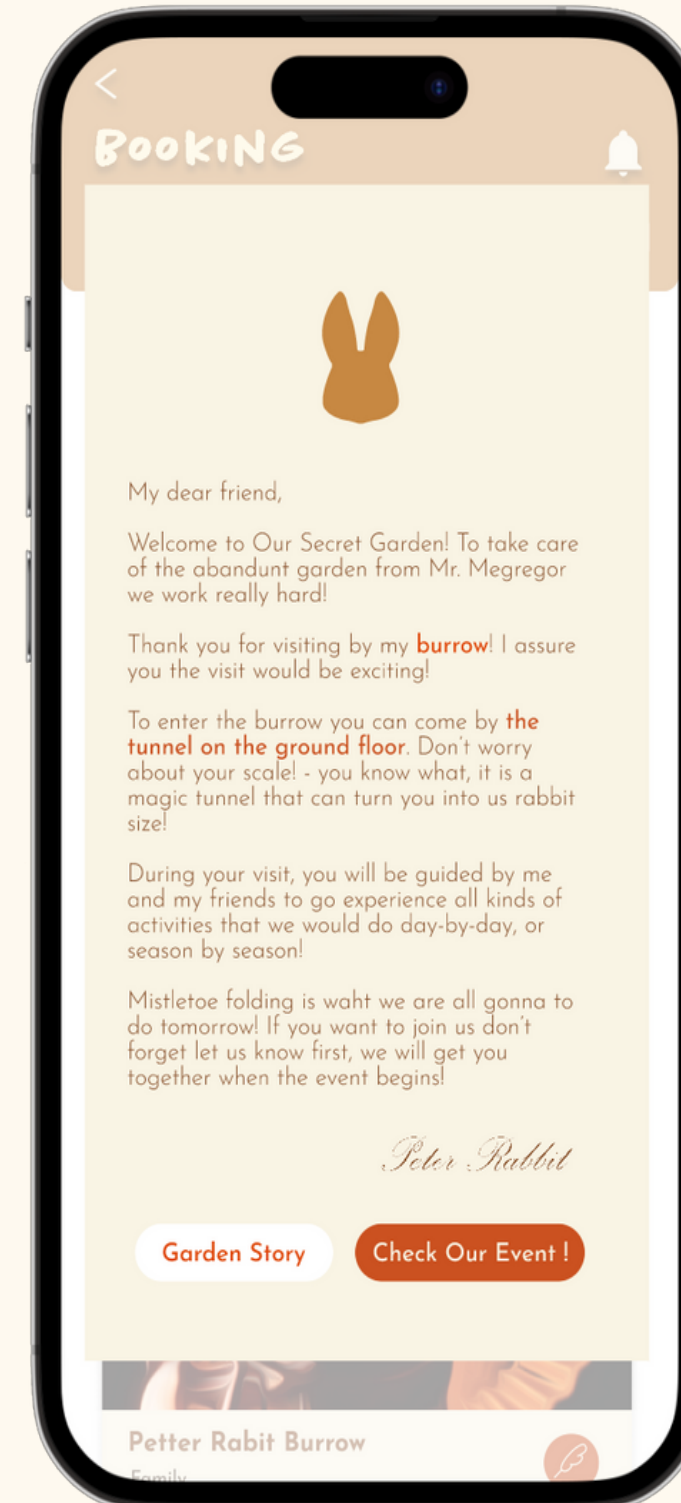 BOOKING
My dear friend,
Welcome to Our Secret Garden! To take care
of the abandunt garden from Mr. Megregor
we work really hard!
Thank you for visiting by my burrow! I assure
you the visit would be exciting!
To enter the burrow you can come by the
tunnel on the ground floor. Don't worry
about your scale! - you know what, it is a
magic tunnel that can turn you into us rabbit
size!
During your visit, you will be guided by me
and my friends to go experience all kinds of
activities that we would do day-by-day, or
season by season!
Mistletoe folding is waht we are all gonna to
do tomorrow! If you want to join us don't
forget let us know first, we will get you
together when the event begins!
Peter Rabbit
Garden Story
Check Our Event !
Petter Rabit Burrow
Family